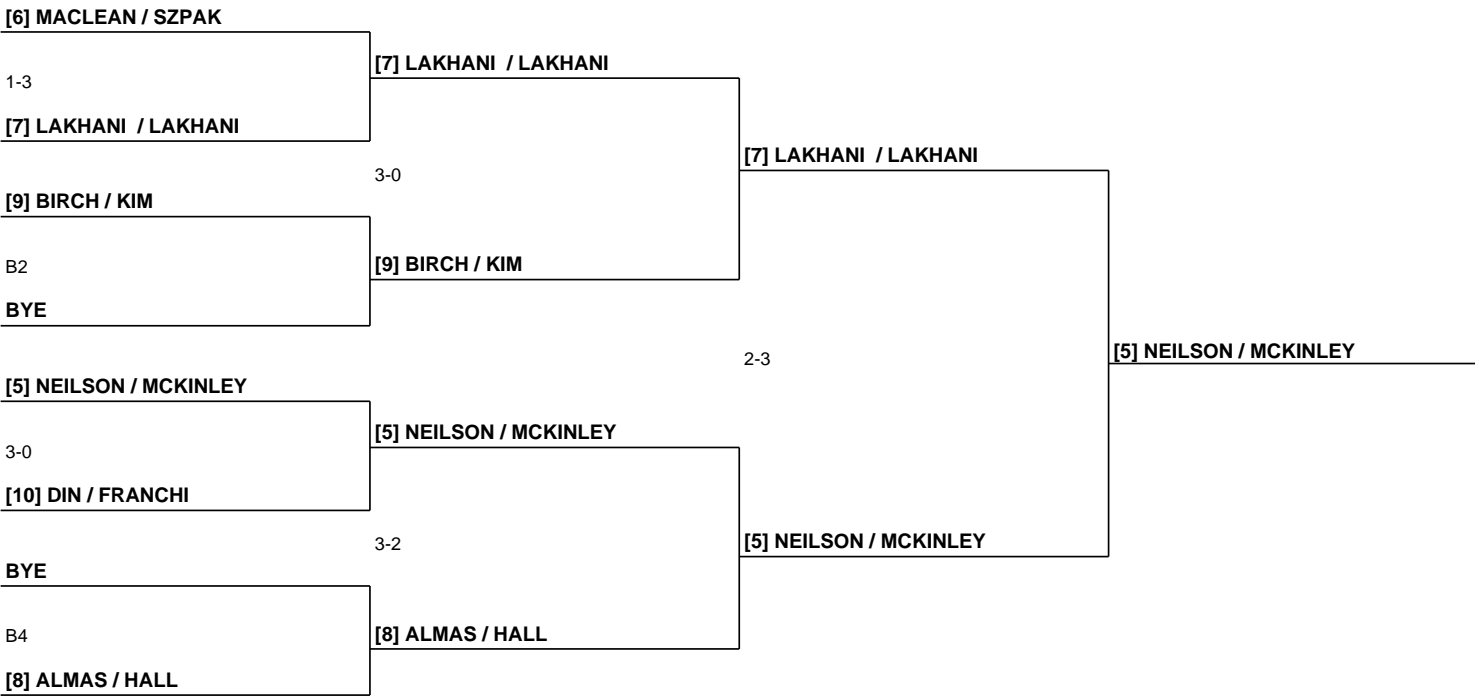 [6] MACLEAN / SZPAK
[7] LAKHANI / LAKHANI
1-3
[7] LAKHANI / LAKHANI
[7] LAKHANI / LAKHANI
3-0
[9] BIRCH / KIM
[9] BIRCH / KIM
B2
BYE
[5] NEILSON / MCKINLEY
2-3
[5] NEILSON / MCKINLEY
[5] NEILSON / MCKINLEY
3-0
[10] DIN / FRANCHI
[5] NEILSON / MCKINLEY
3-2
BYE
[8] ALMAS / HALL
B4
[8] ALMAS / HALL